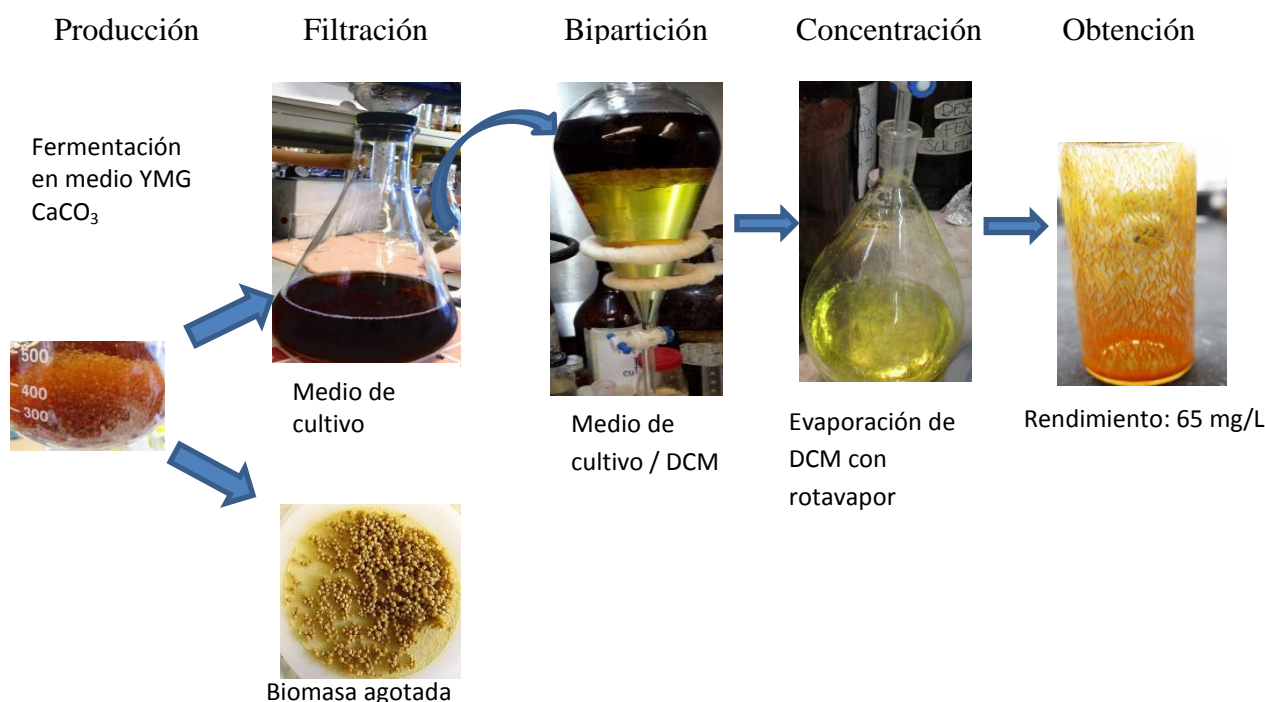 Producción
Filtración
Bipartición
Concentración
Obtención
Fermentación
en medio YMG
CaCO₃
500
400
300
Medio de
cultivo
Medio de
cultivo / DCM
Evaporación de
DCM con
rotavapor
Rendimiento: 65 mg/L
Biomasa agotada